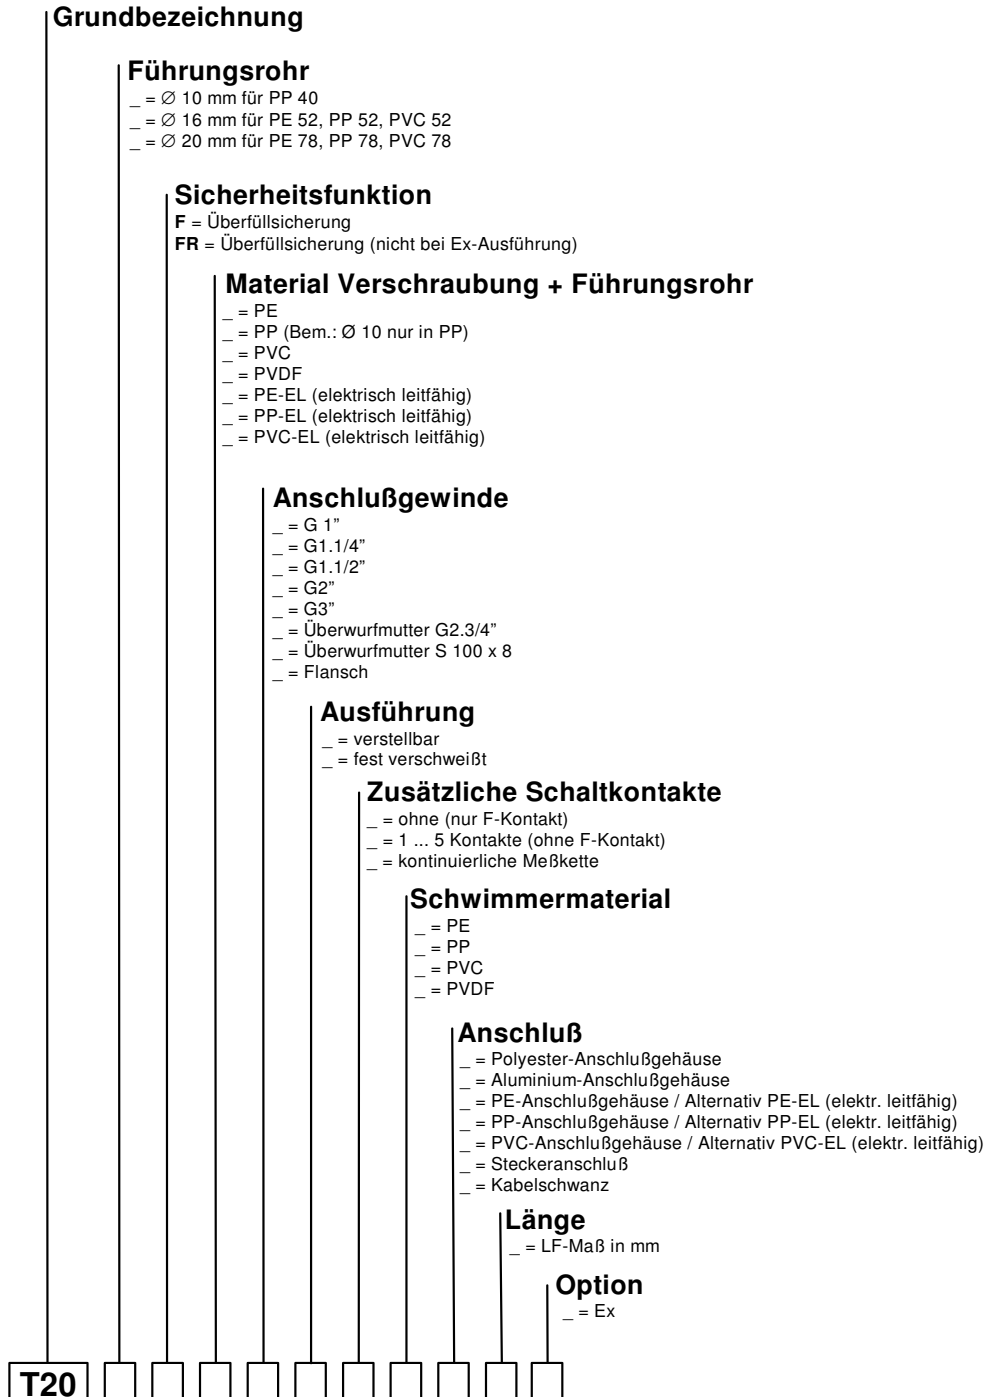 Grundbezeichnung
Führungsrohr
_ = ∅ 10 mm für PP 40
_ = ∅ 16 mm für PE 52, PP 52, PVC 52
_ = ∅ 20 mm für PE 78, PP 78, PVC 78
Sicherheitsfunktion
F = Überfüllsicherung
FR = Überfüllsicherung (nicht bei Ex-Ausführung)
Material Verschraubung + Führungsrohr
_ = PE
_ = PP (Bem.: Ø 10 nur in PP)
_ = PVC
_ = PVDF
_ = PE-EL (elektrisch leitfähig)
_ = PP-EL (elektrisch leitfähig)
_ = PVC-EL (elektrisch leitfähig)
Anschlußgewinde
_ = G 1”
_ = G1.1/4”
_ = G1.1/2”
_ = G2”
_ = G3”
_ = Überwurfmutter G2.3/4”
_ = Überwurfmutter S 100 x 8
_ = Flansch
Ausführung
_ = verstellbar
_ = fest verschweißt
Zusätzliche Schaltkontakte
_ = ohne (nur F-Kontakt)
_ = 1 ... 5 Kontakte (ohne F-Kontakt)
_ = kontinuierliche Meßkette
Schwimmermaterial
_ = PE
_ = PP
_ = PVC
_ = PVDF
Anschluß
_ = Polyester-Anschlußgehäuse
_ = Aluminium-Anschlußgehäuse
_ = PE-Anschlußgehäuse / Alternativ PE-EL (elektr. leitfähig)
_ = PP-Anschlußgehäuse / Alternativ PP-EL (elektr. leitfähig)
_ = PVC-Anschlußgehäuse / Alternativ PVC-EL (elektr. leitfähig)
_ = Steckeranschluß
_ = Kabelschwanz
Länge
_ = LF-Maß in mm
Option
_ = Ex
T20